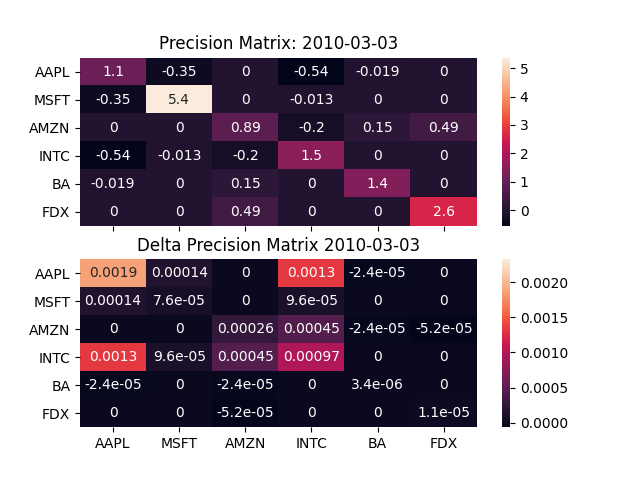 Precision Matrix: 2010-03-03
AAPL 1.1 -0.35 0 -0.54 -0.019 0
MSFT -0.35 5.4 0 -0.013 0 0
AMZN 0 0 0.89 -0.2 0.15 0.49
INTC -0.54 -0.013 -0.2 1.5 0 0
BA -0.019 0 0.15 0 1.4 0
FDX 0 0 0.49 0 0 2.6
5
4
3
2
1
0
Delta Precision Matrix 2010-03-03
AAPL 0.0019 0.00014 0 0.0013 -2.4e-05 0
MSFT 0.00014 7.6e-05 0 9.6e-05 0 0
AMZN 0 0 0.00026 0.00045 -2.4e-05 -5.2e-05
INTC 0.0013 9.6e-05 0.00045 0.00097 0 0
BA -2.4e-05 0 -2.4e-05 0 3.4e-06 0
FDX 0 0 -5.2e-05 0 0 1.1e-05
AAPL MSFT AMZN INTC BA FDX
0.0020
0.0015
0.0010
0.0005
0.0000